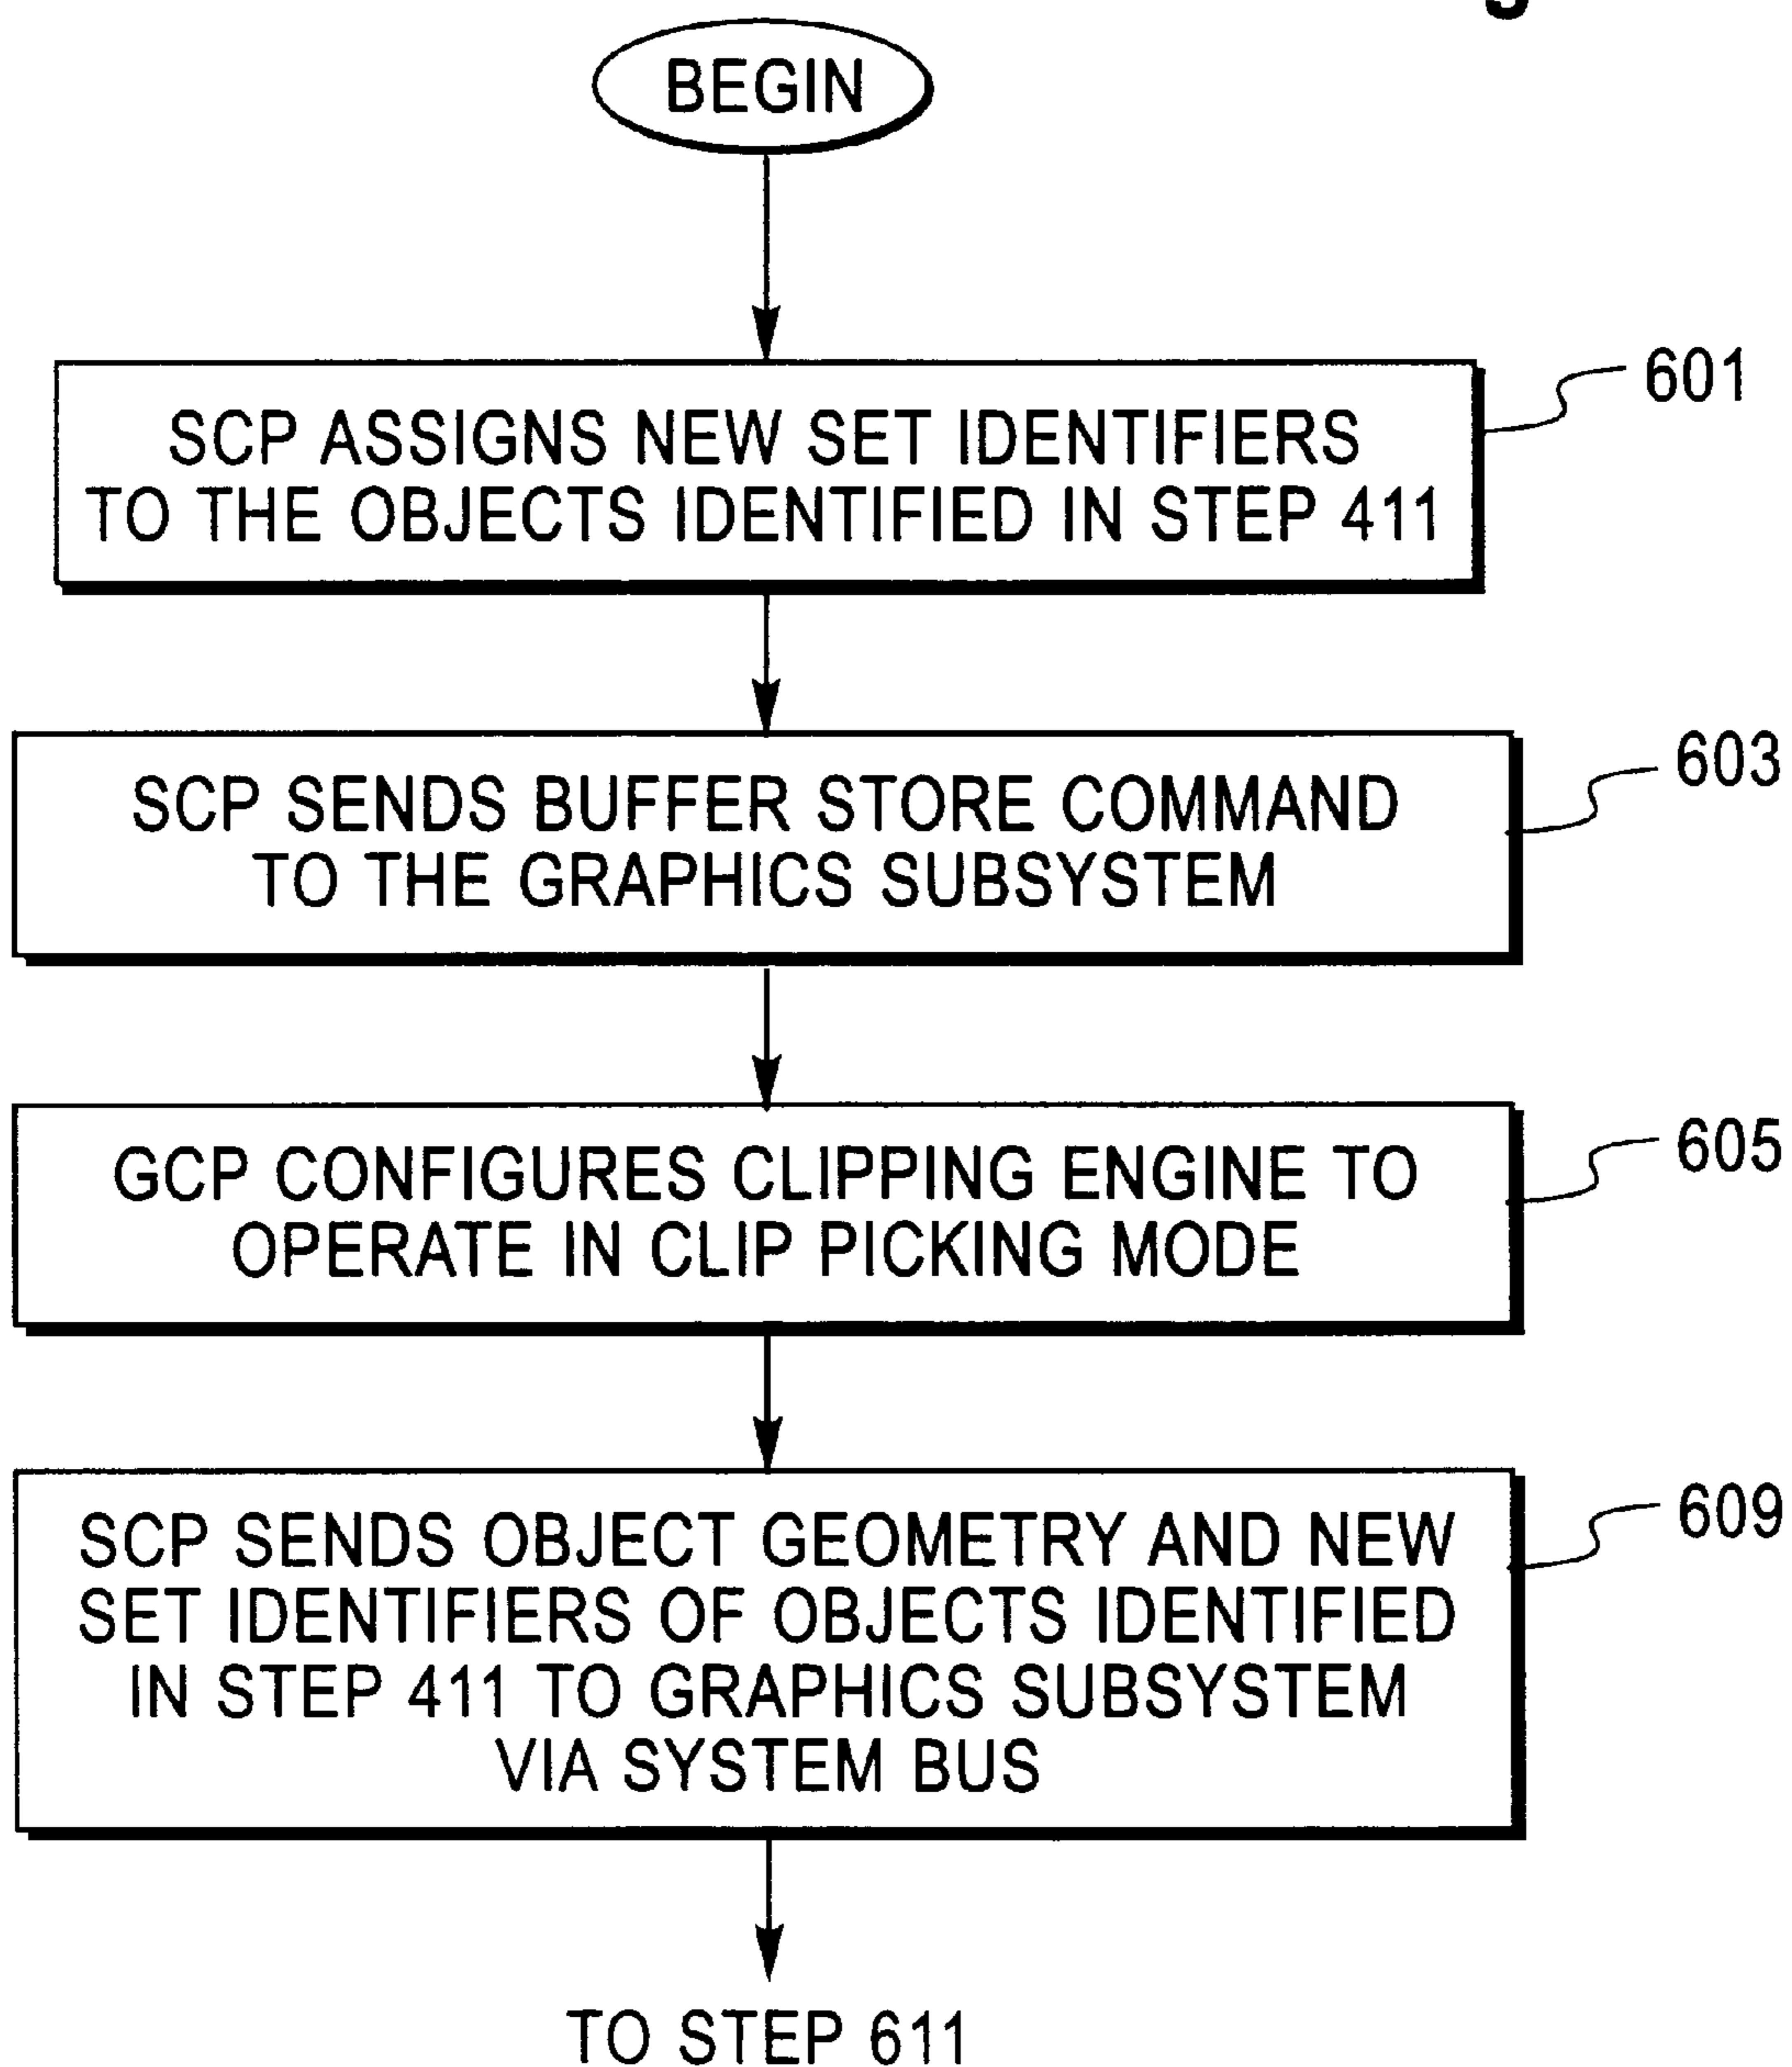 BEGIN
601
SCP ASSIGNS NEW SET IDENTIFIERS
TO THE OBJECTS IDENTIFIED IN STEP 411
603
SCP SENDS BUFFER STORE COMMAND
TO THE GRAPHICS SUBSYSTEM
605
GCP CONFIGURES CLIPPING ENGINE TO
OPERATE IN CLIP PICKING MODE
609
SCP SENDS OBJECT GEOMETRY AND NEW
SET IDENTIFIERS OF OBJECTS IDENTIFIED
IN STEP 411 TO GRAPHICS SUBSYSTEM
VIA SYSTEM BUS
TO STEP 611